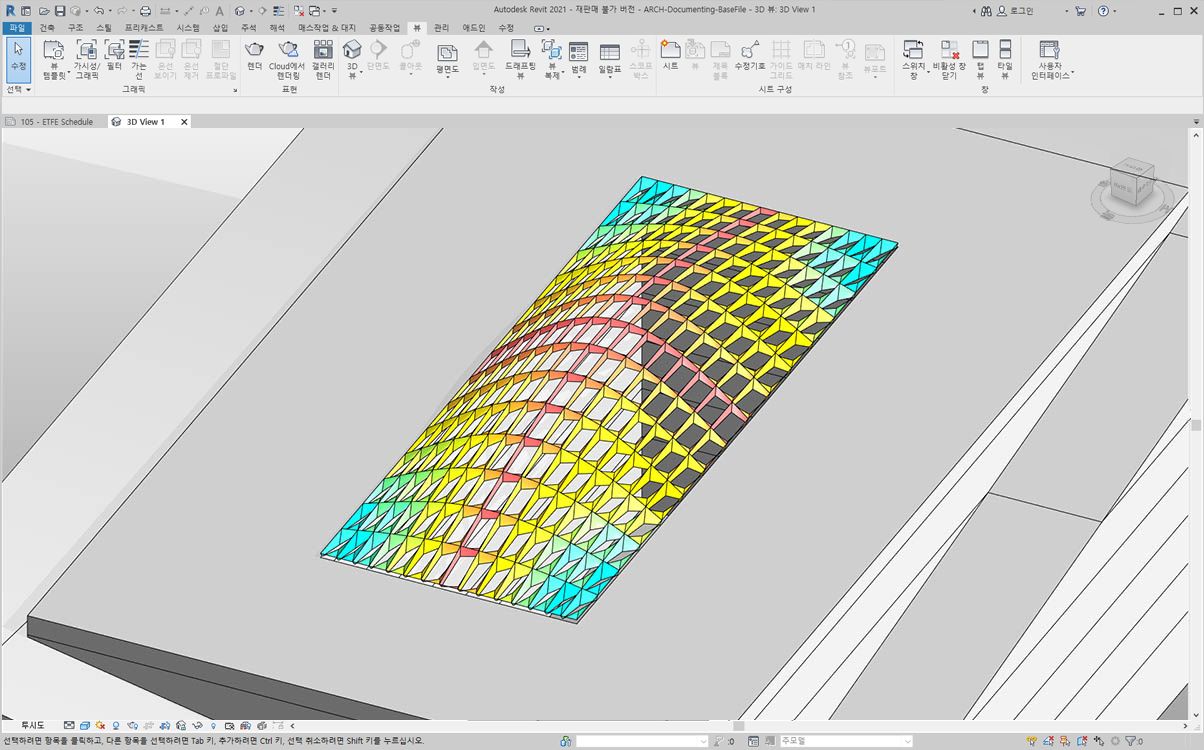 Autodesk Revit 2021 - 재판매 불가 버전 - ARCH-Documenting-BaseFile - 3D 뷰: 3D View 1
로그인
파일 건축 구조 스틸 프리캐스트 시스템 삽입 주석 해석 매스작업 & 대지 공동작업 뷰 관리 애드인 수정
수정
뷰 템플릿
가시성/ 그래픽
필터
가는 선
은선 보이기
은선 제거
절단 프로파일
렌더
Cloud에서 렌더링
갤러리 렌더
3D 뷰
단면도
콜아웃
평면도
입면도
드래프팅 뷰
뷰 복제
범례
일람표
스코프 박스
시트
뷰
제목 블록
수정기호
가이드 그리드
매치 라인
뷰 참조
뷰포트
스위치 창
비활성 창 닫기
탭 뷰
타일 뷰
사용자 인터페이스
선택 그래픽 표현 작성 시트 구성 창
105 - ETFE Schedule
3D View 1
투시도
선택하려면 항목을 클릭하고, 다른 항목을 선택하려면 Tab 키, 추가하려면 Ctrl 키, 선택 취소하려면 Shift 키를 누르십시오.
:0
주모델
:0